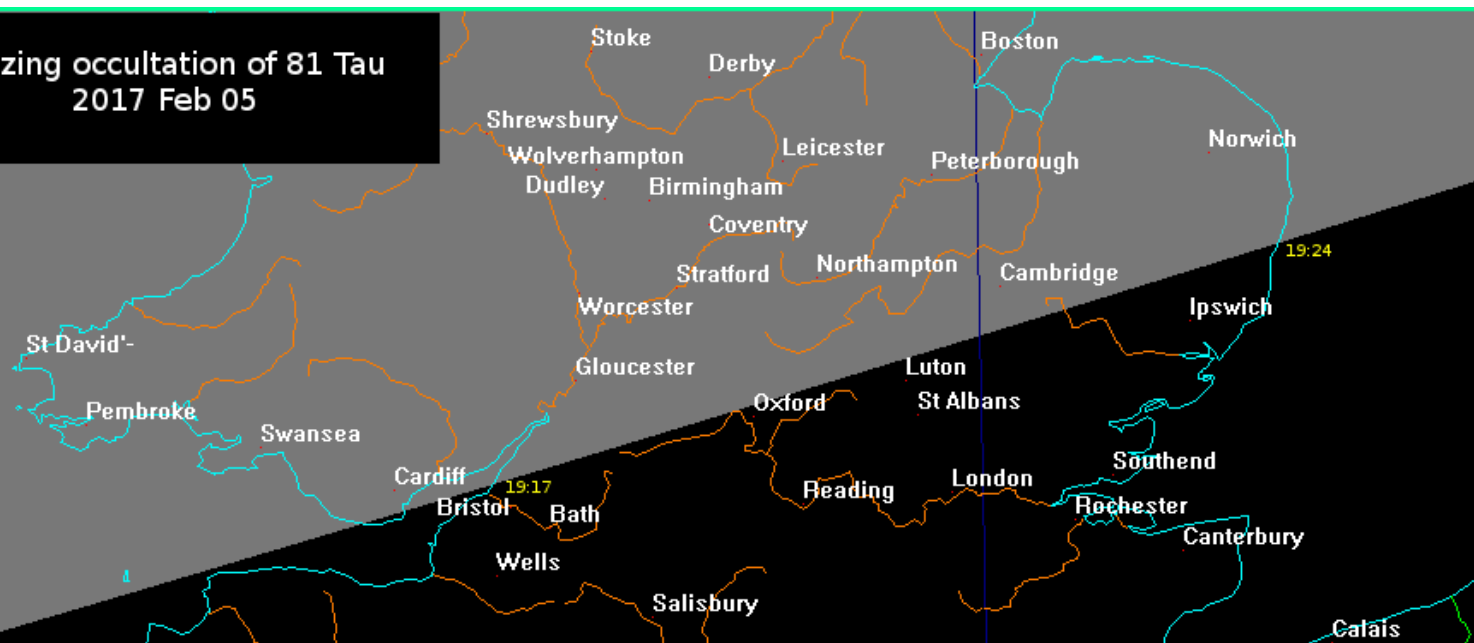 zing occultation of 81 Tau
2017 Feb 05
Stoke
Boston
Derby
Shrewsbury
Norwich
Leicester
Wolverhampton
Peterborough
Dudley
Birmingham
Coventry
19:24
Northampton
Cambridge
Stratford
Worcester
Ipswich
St David'-
Gloucester
Luton
Oxford
St Albans
Pembroke
Swansea
Southend
Cardiff
London
19:17
Reading
Bristol
Bath
Rochester
Canterbury
Wells
Salisbury
Calais